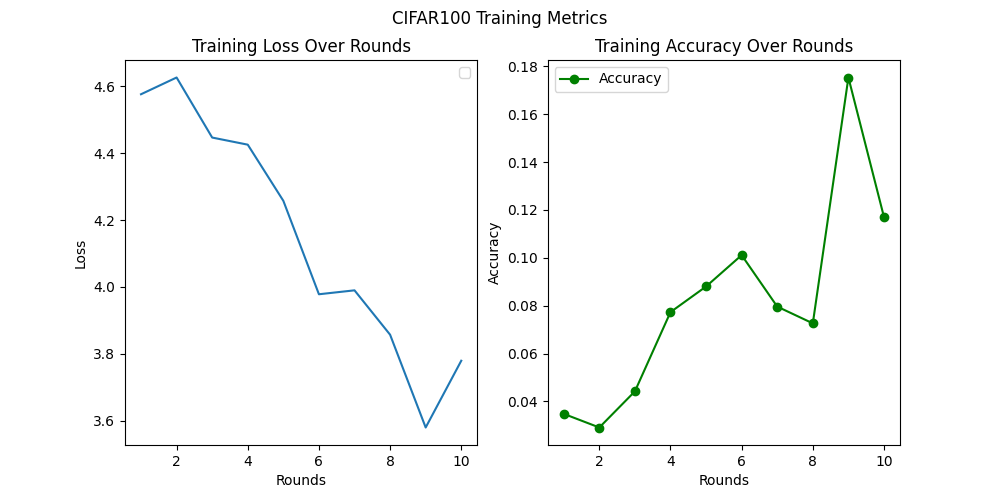 CIFAR100 Training Metrics
Training Loss Over Rounds
4.6
4.4
4.2
4.0
3.8
3.6
Loss
2 4 6 8 10
Rounds
Training Accuracy Over Rounds
Accuracy
0.18
0.16
0.14
0.12
0.10
0.08
0.06
0.04
Accuracy
2 4 6 8 10
Rounds